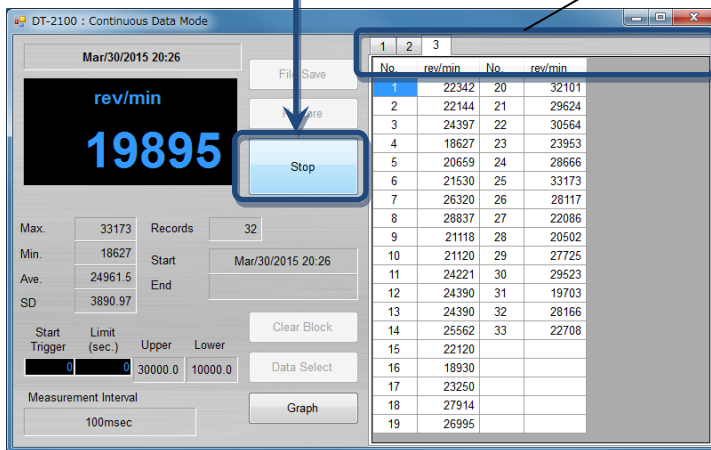 DT-2100 : Continuous Data Mode
Mar/30/2015 20:26
rev/min
19895
File Save
Stop
Max. 33173 Records 32
Min. 18627 Start Mar/30/2015 20:26
Ave. 24961.5 End
SD 3890.97
Start Trigger Limit (sec.) Upper Lower
0 0 30000.0 10000.0
Clear Block
Data Select
Measurement Interval
100msec
Graph
1 2 3
No. rev/min No. rev/min
1 22342 20 32101
2 22144 21 29624
3 24397 22 30564
4 18627 23 23953
5 20659 24 28666
6 21530 25 33173
7 26320 26 28117
8 28837 27 22086
9 21118 28 20502
10 21120 29 27725
11 24221 30 29523
12 24390 31 19703
13 24390 32 28166
14 25562 33 22708
15 22120
16 18930
17 23250
18 27914
19 26995